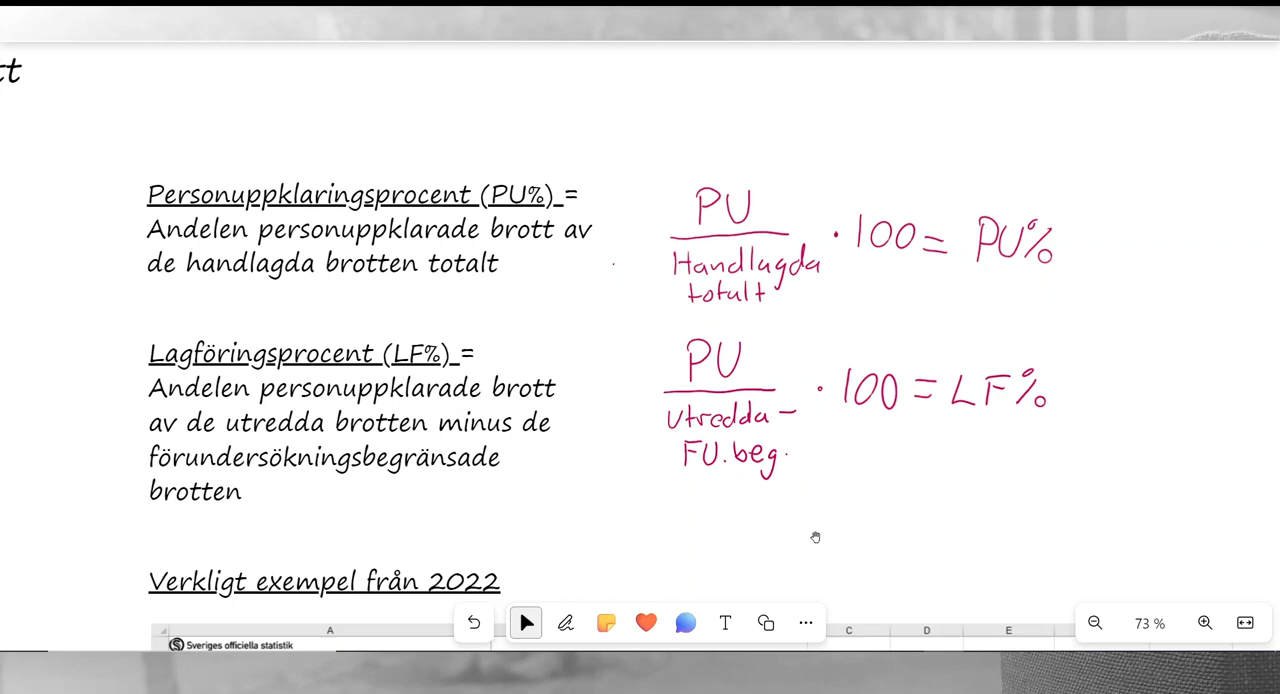 tt
Personuppklaringsprocent (PU%) =
Andelen personuppklarade brott av
de handlagda brotten totalt
PU
Handlagda
totalt
· 100 = PU%
Lagföringsprocent (LF%) =
Andelen personuppklarade brott
av de utredda brotten minus de
förundersökningsbegränsade
brotten
PU
Utredda -
FU.beg.
· 100 = LF%
Verkligt exempel från 2022
A
C
D
E
Sveriges officiella statistik
T
73 %